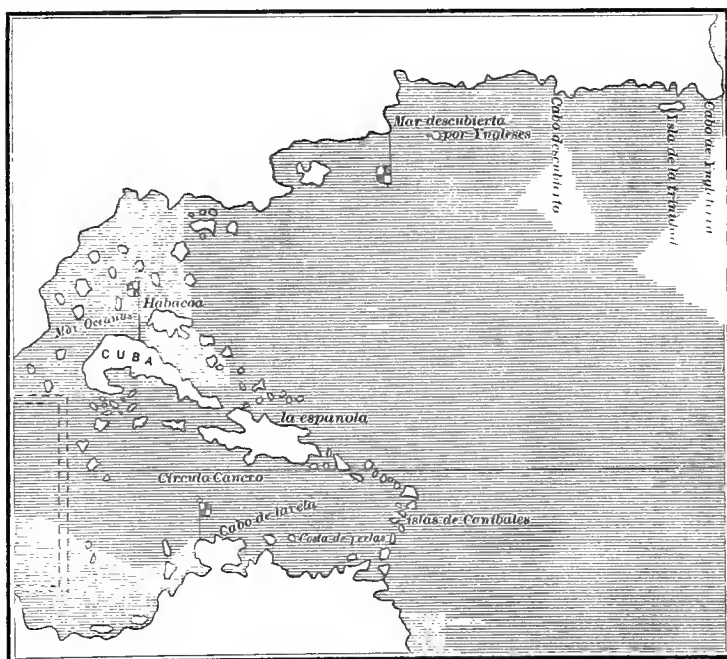 Mar descubierta
por Yngleses
Cabo descubierto
Ysla de la trinidad
Cabo de Ynglaterra
Habacoa
Mar Oceanus
CUBA
la espanola
Circulo Cancro
Cabo de la vela
islas de Canibales
Costa de perlas